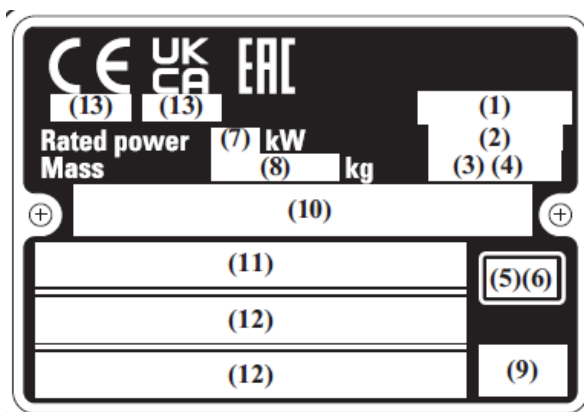 CE UK CA EAC
(13) (13) (1)
Rated power (7) kW (2)
Mass (8) kg (3) (4)
(10)
(11)
(5)(6)
(12)
(12) (9)